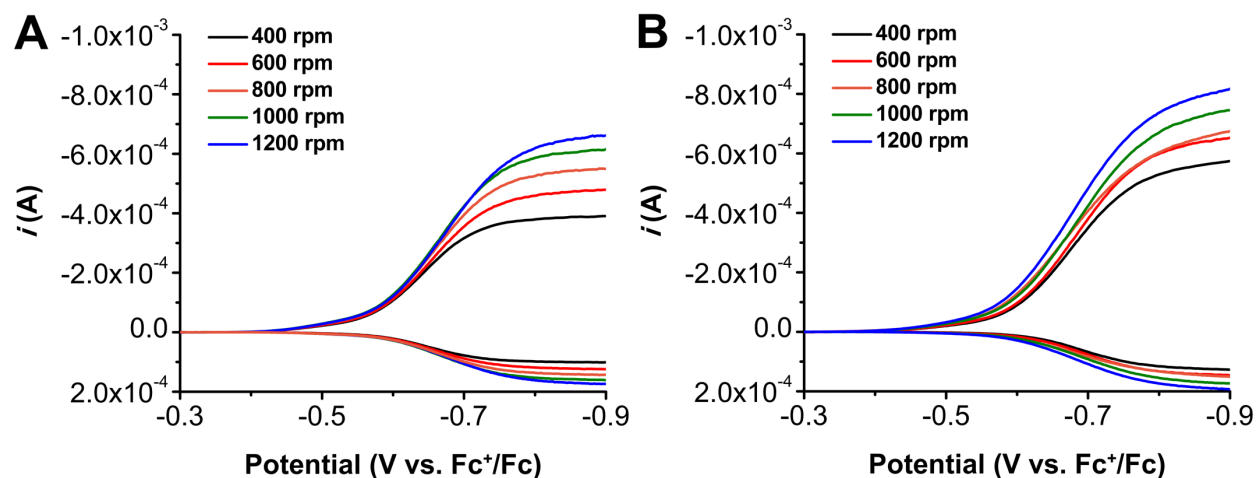 A
-1.0x10⁻³
-8.0x10⁻⁴
-6.0x10⁻⁴
-4.0x10⁻⁴
-2.0x10⁻⁴
0.0
2.0x10⁻⁴
i (A)
400 rpm
600 rpm
800 rpm
1000 rpm
1200 rpm
-0.3
-0.5
-0.7
-0.9
Potential (V vs. Fc⁺/Fc)
B
-1.0x10⁻³
-8.0x10⁻⁴
-6.0x10⁻⁴
-4.0x10⁻⁴
-2.0x10⁻⁴
0.0
2.0x10⁻⁴
i (A)
400 rpm
600 rpm
800 rpm
1000 rpm
1200 rpm
-0.3
-0.5
-0.7
-0.9
Potential (V vs. Fc⁺/Fc)